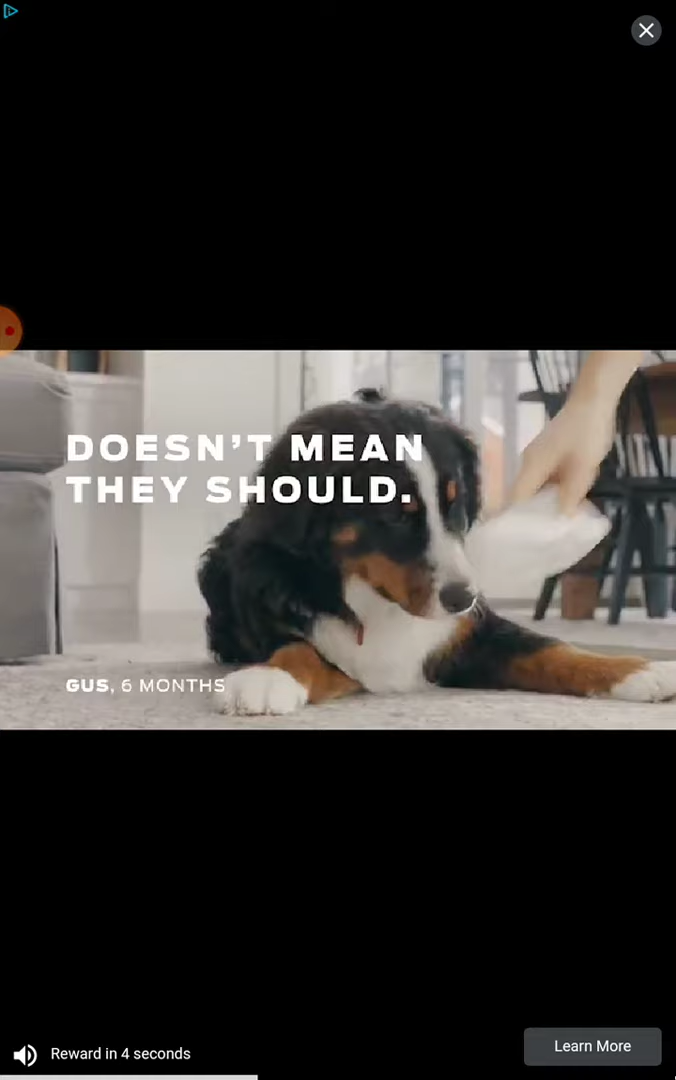 DOESN'T MEAN
THEY SHOULD.
GUS, 6 MONTHS
Reward in 4 seconds
Learn More